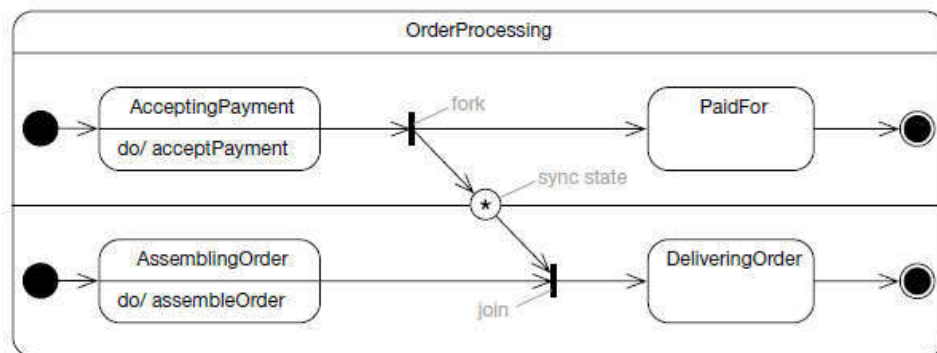 OrderProcessing
AcceptingPayment
fork
PaidFor
do/ acceptPayment
sync state
*
AssemblingOrder
DeliveringOrder
do/ assembleOrder
join